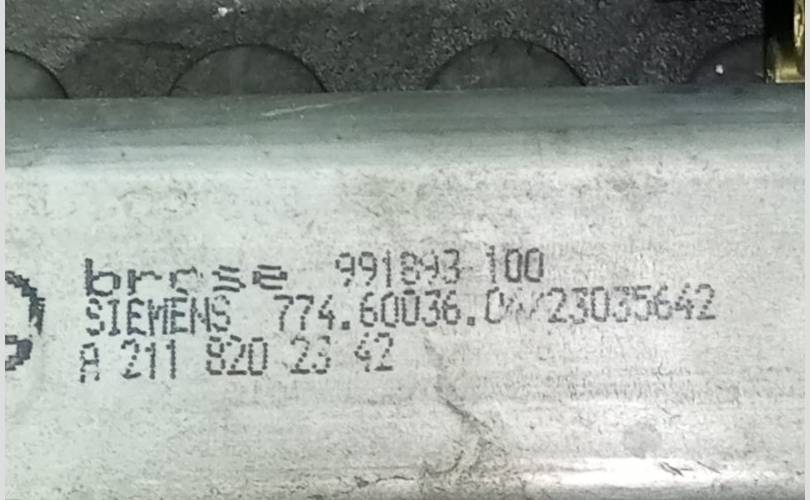 brose 991893-100
SIEMENS 774.60036.0 /23035642
A 211 820 23 42